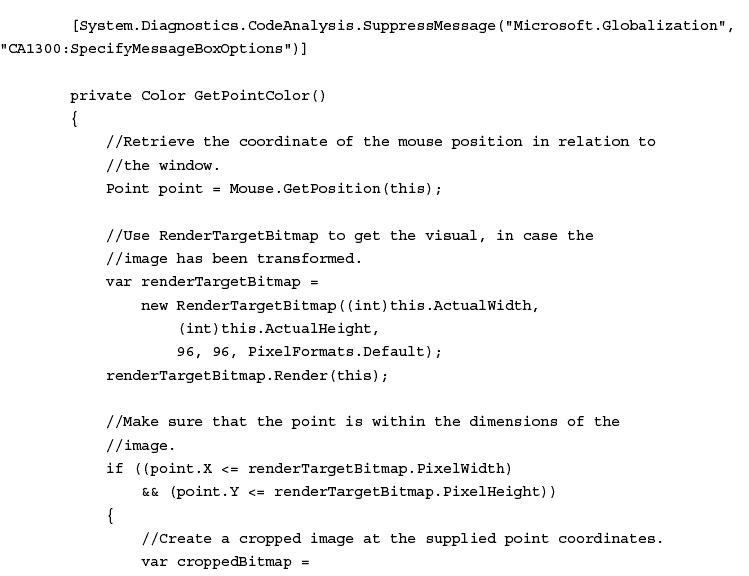 [System.Diagnostics.CodeAnalysis.SuppressMessage("Microsoft.Globalization",
"CA1300:SpecifyMessageBoxOptions")]
private Color GetPointColor()
{
//Retrieve the coordinate of the mouse position in relation to
//the window.
Point point = Mouse.GetPosition(this);
//Use RenderTargetBitmap to get the visual, in case the
//image has been transformed.
var renderTargetBitmap =
new RenderTargetBitmap((int)this.ActualWidth,
(int)this.ActualHeight,
96, 96, PixelFormats.Default);
renderTargetBitmap.Render(this);
//Make sure that the point is within the dimensions of the
//image.
if ((point.X <= renderTargetBitmap.PixelWidth)
&& (point.Y <= renderTargetBitmap.PixelHeight))
{
//Create a cropped image at the supplied point coordinates.
var croppedBitmap =